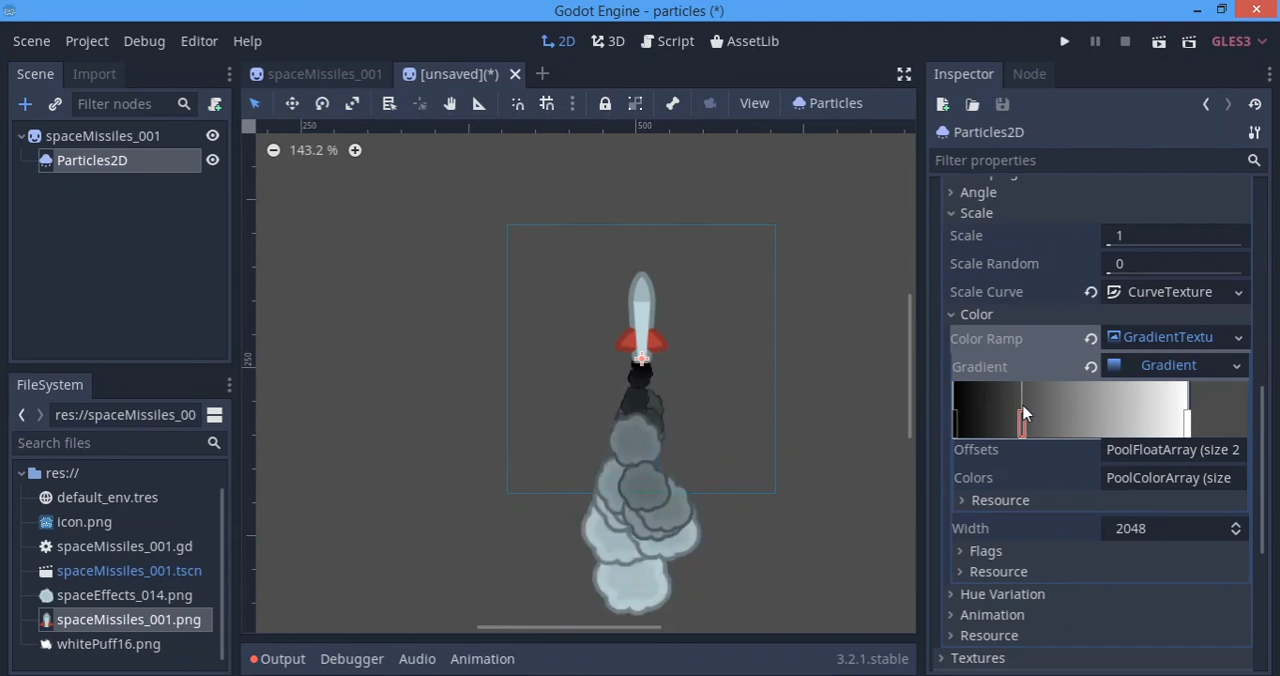 Godot Engine - particles (*)
Scene Project Debug Editor Help
2D 3D Script AssetLib
GLES3
Scene Import
spaceMissiles_001 [unsaved](*)
Inspector Node
Filter nodes
View Particles
spaceMissiles_001
Particles2D
250 500
143.2 %
250
Particles2D
Filter properties
Angle
Scale
Scale 1
Scale Random 0
Scale Curve CurveTexture
Color
Color Ramp GradientTextu
Gradient Gradient
Offsets PoolFloatArray (size 2
Colors PoolColorArray (size
Resource
Width 2048
Flags
Resource
Hue Variation
Animation
Resource
Textures
FileSystem
res://spaceMissiles_00
Search files
res://
default_env.tres
icon.png
spaceMissiles_001.gd
spaceMissiles_001.tscn
spaceEffects_014.png
spaceMissiles_001.png
whitePuff16.png
Output Debugger Audio Animation 3.2.1.stable